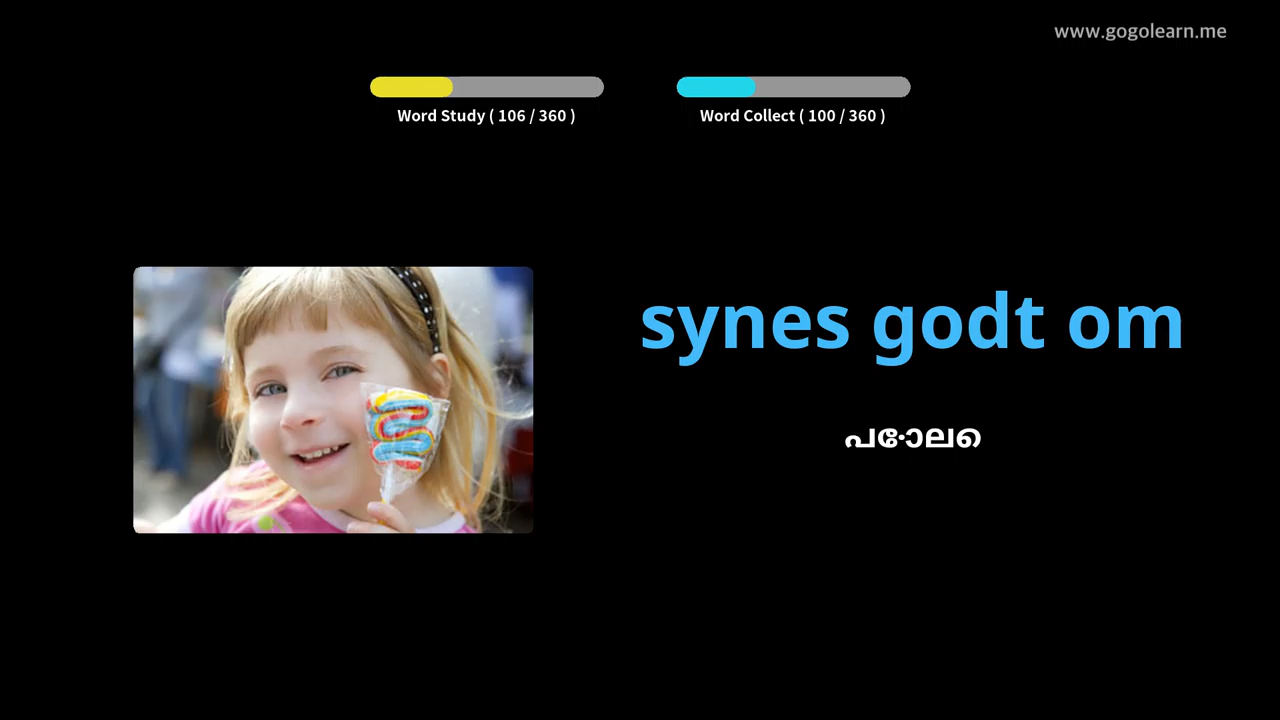 www.gogolearn.me
Word Study ( 106 / 360 )
Word Collect ( 100 / 360 )
synes godt om
പോലെ